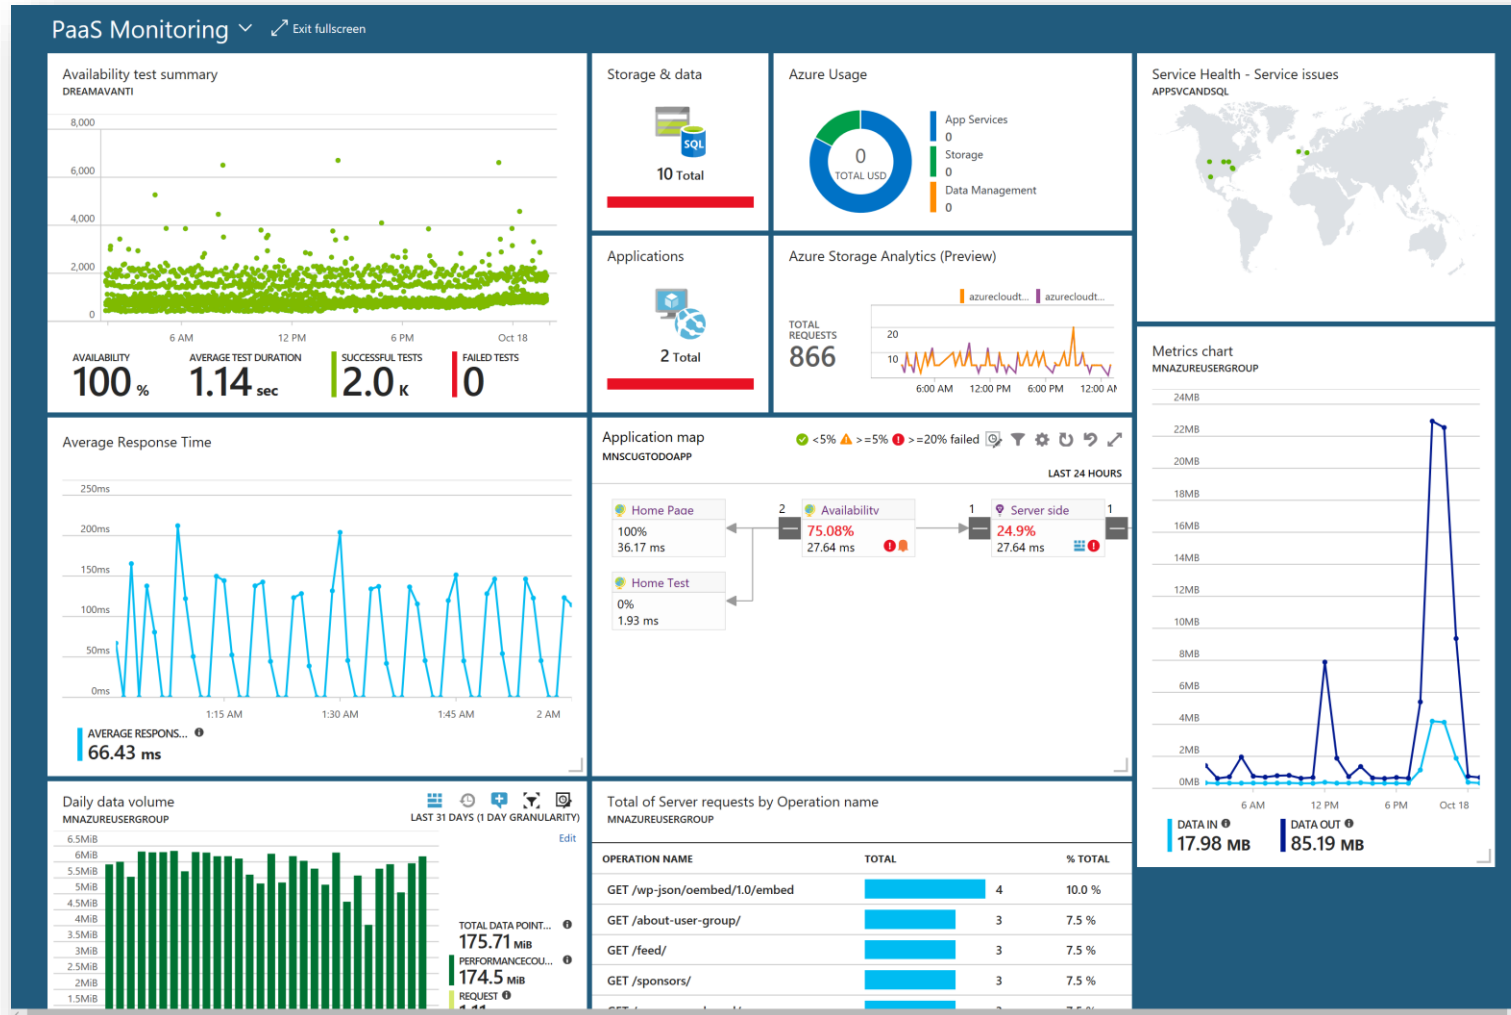 PaaS Monitoring
Exit fullscreen
Availability test summary
DREAMAVANTI
8,000
6,000
4,000
2,000
0
6 AM 12 PM 6 PM Oct 18
AVAILABILITY
100 %
AVERAGE TEST DURATION
1.14 sec
SUCCESSFUL TESTS
2.0 K
FAILED TESTS
0
Storage & data
SQL
10 Total
Azure Usage
0
TOTAL USD
App Services
0
Storage
0
Data Management
0
Service Health - Service issues
APPSVCANDSQL
Applications
2 Total
Azure Storage Analytics (Preview)
azurecloudt... azurecloudt...
TOTAL
REQUESTS
866
20
10
6:00 AM 12:00 PM 6:00 PM 12:00 AM
Metrics chart
MNAZUREUSERGROUP
24MB
22MB
20MB
18MB
16MB
14MB
12MB
10MB
8MB
6MB
4MB
2MB
0MB
6 AM 12 PM 6 PM Oct 18
DATA IN
17.98 MB
DATA OUT
85.19 MB
Average Response Time
250ms
200ms
150ms
100ms
50ms
0ms
1:15 AM 1:30 AM 1:45 AM 2 AM
AVERAGE RESPONS...
66.43 ms
Application map
MNSCUGTODOAPP
<5% >=5% >=20% failed
LAST 24 HOURS
Home Page
100%
36.17 ms
2
Availability
75.08%
27.64 ms
1
Server side
24.9%
27.64 ms
1
Home Test
0%
1.93 ms
Daily data volume
MNAZUREUSERGROUP
LAST 31 DAYS (1 DAY GRANULARITY)
Edit
6.5MiB
6MiB
5.5MiB
5MiB
4.5MiB
4MiB
3.5MiB
3MiB
2.5MiB
2MiB
1.5MiB
TOTAL DATA POINT...
175.71 MiB
PERFORMANCECOU...
174.5 MiB
REQUEST
Total of Server requests by Operation name
MNAZUREUSERGROUP
OPERATION NAME TOTAL % TOTAL
GET /wp-json/oembed/1.0/embed 4 10.0 %
GET /about-user-group/ 3 7.5 %
GET /feed/ 3 7.5 %
GET /sponsors/ 3 7.5 %